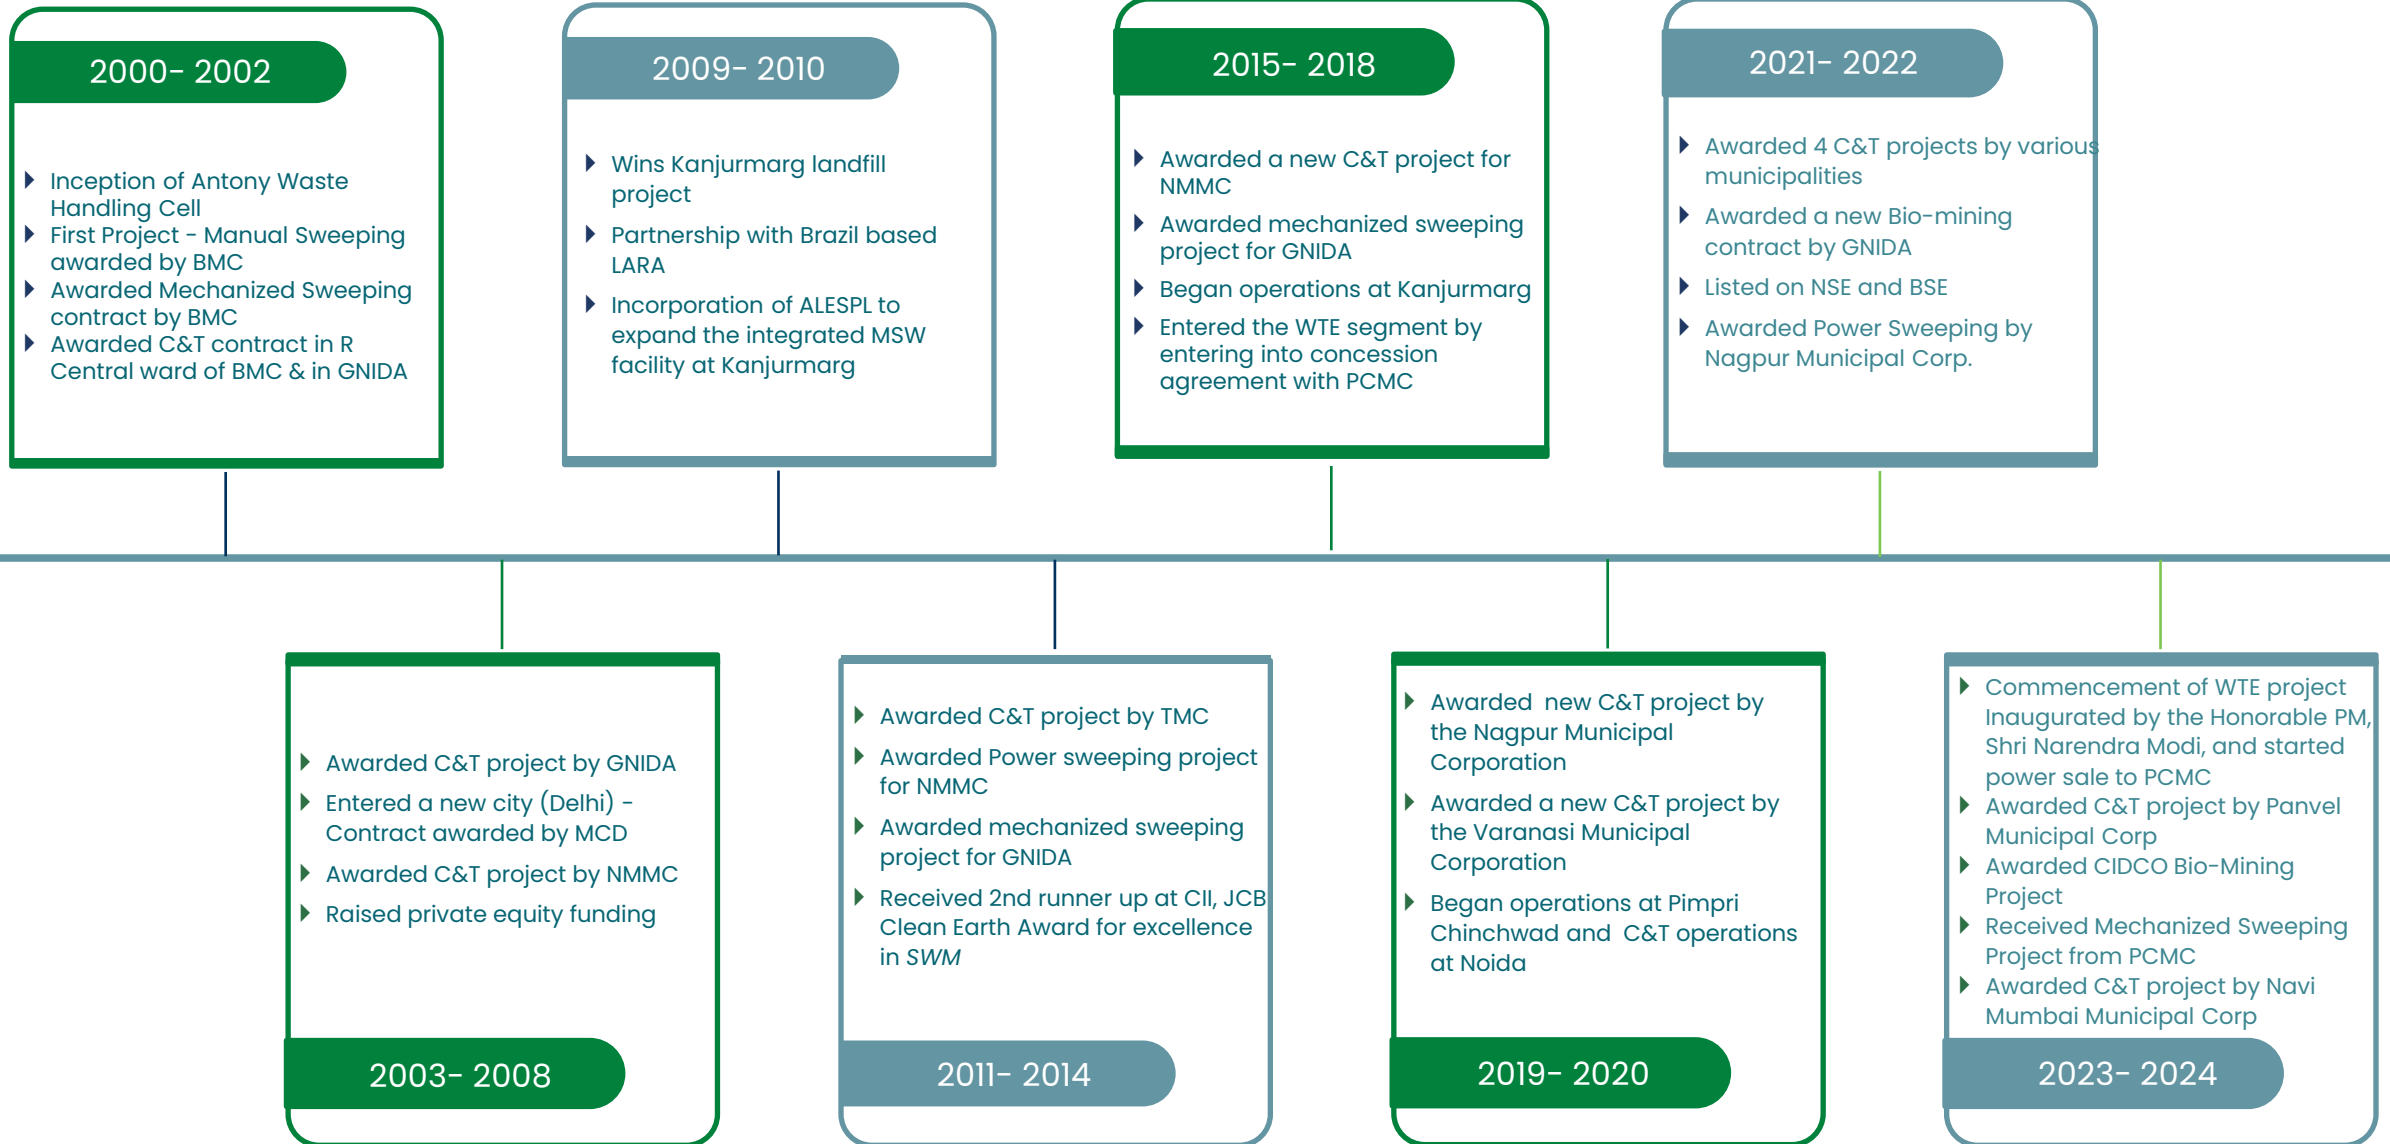 2000- 2002
Inception of Antony Waste
Handling Cell
First Project - Manual Sweeping
awarded by BMC
Awarded Mechanized Sweeping
contract by BMC
Awarded C&T contract in R
Central ward of BMC & in GNIDA
2009- 2010
Wins Kanjurmarg landfill
project
Partnership with Brazil based
LARA
Incorporation of ALESPL to
expand the integrated MSW
facility at Kanjurmarg
2015- 2018
Awarded a new C&T project for
NMMC
Awarded mechanized sweeping
project for GNIDA
Began operations at Kanjurmarg
Entered the WTE segment by
entering into concession
agreement with PCMC
2021- 2022
Awarded 4 C&T projects by various
municipalities
Awarded a new Bio-mining
contract by GNIDA
Listed on NSE and BSE
Awarded Power Sweeping by
Nagpur Municipal Corp.
Awarded C&T project by GNIDA
Entered a new city (Delhi) -
Contract awarded by MCD
Awarded C&T project by NMMC
Raised private equity funding
2003- 2008
Awarded C&T project by TMC
Awarded Power sweeping project
for NMMC
Awarded mechanized sweeping
project for GNIDA
Received 2nd runner up at CII, JCB
Clean Earth Award for excellence
in SWM
2011- 2014
Awarded  new C&T project by
the Nagpur Municipal
Corporation
Awarded a new C&T project by
the Varanasi Municipal
Corporation
Began operations at Pimpri
Chinchwad and  C&T operations
at Noida
2019- 2020
Commencement of WTE project
Inaugurated by the Honorable PM,
Shri Narendra Modi, and started
power sale to PCMC
Awarded C&T project by Panvel
Municipal Corp
Awarded CIDCO Bio-Mining
Project
Received Mechanized Sweeping
Project from PCMC
Awarded C&T project by Navi
Mumbai Municipal Corp
2023- 2024